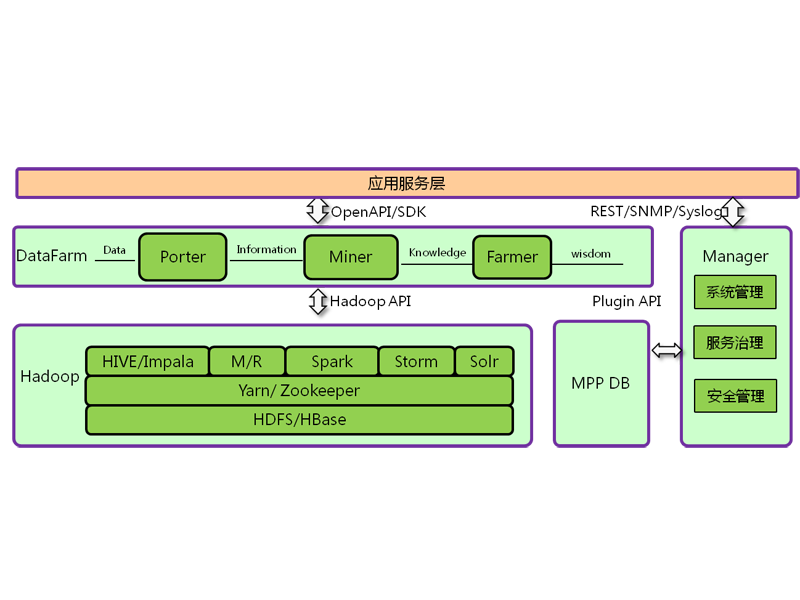 应用服务层
OpenAPI/SDK
REST/SNMP/Syslog
DataFarm
Data
Porter
Information
Miner
Knowledge
Farmer
wisdom
Manager
系统管理
服务治理
安全管理
Hadoop API
Plugin API
Hadoop
HIVE/Impala
M/R
Spark
Storm
Solr
Yarn/ Zookeeper
HDFS/HBase
MPP DB